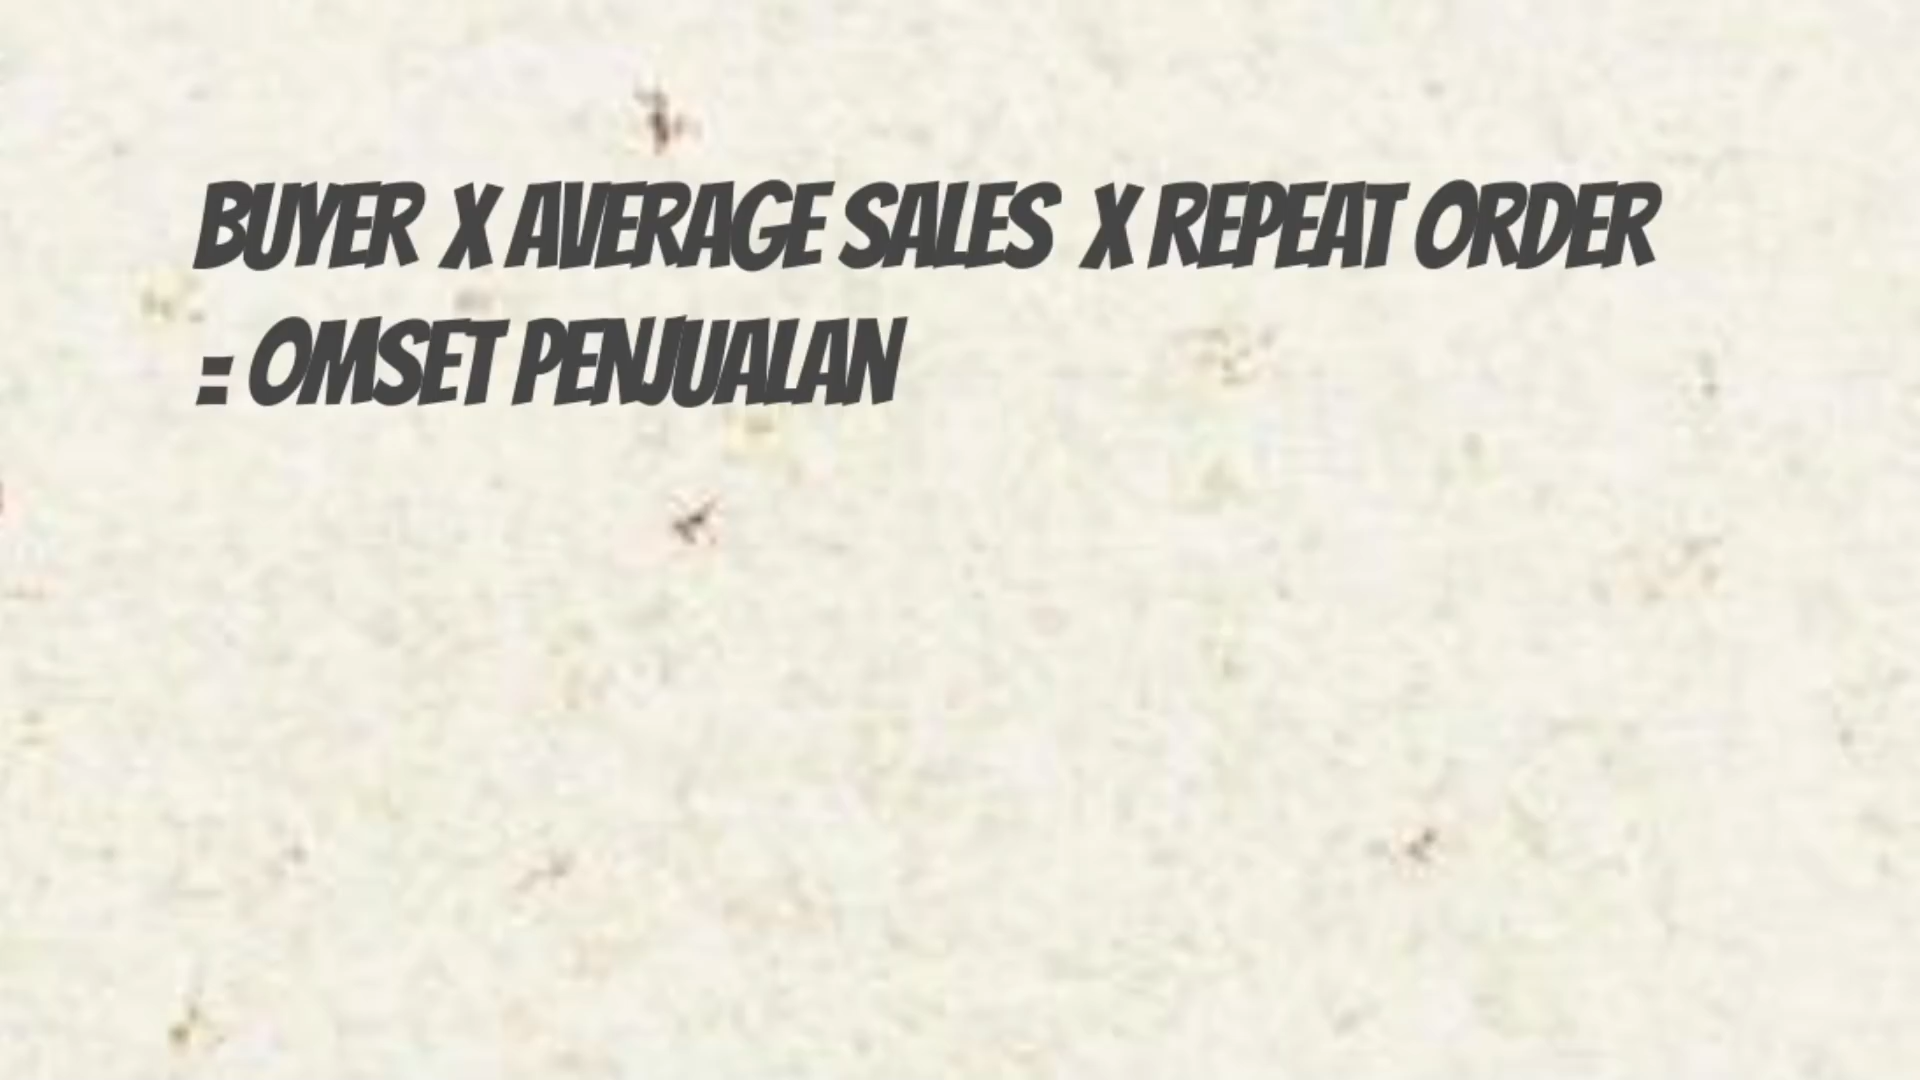 BUYER X AVERAGE SALES X REPEAT ORDER
= OMSET PENJUALAN